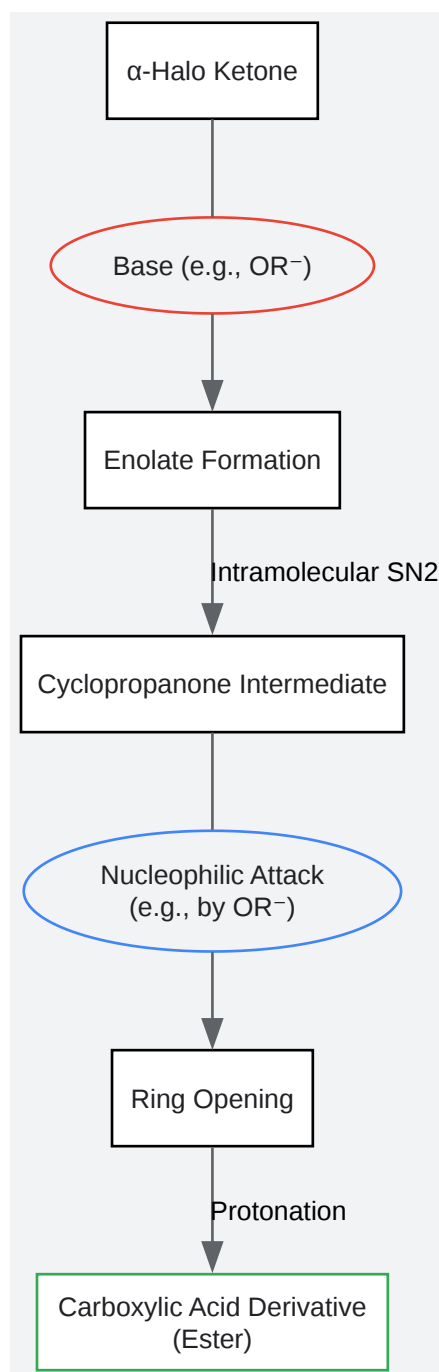 α-Halo Ketone
Base (e.g., OR⁻)
Enolate Formation
Intramolecular SN2
Cyclopropanone Intermediate
Nucleophilic Attack
(e.g., by OR⁻)
Ring Opening
Protonation
Carboxylic Acid Derivative
(Ester)